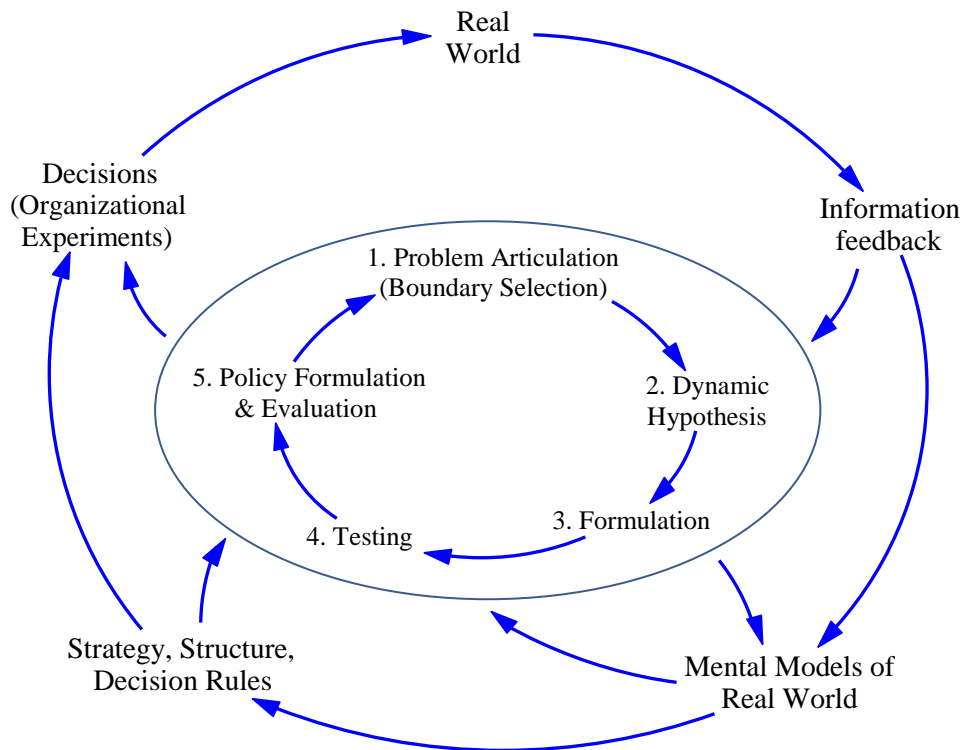 Real
World
Decisions
(Organizational
Experiments)
Information
feedback
1. Problem Articulation
(Boundary Selection)
5. Policy Formulation
& Evaluation
2. Dynamic
Hypothesis
3. Formulation
4. Testing
Strategy, Structure,
Decision Rules
Mental Models of
Real World